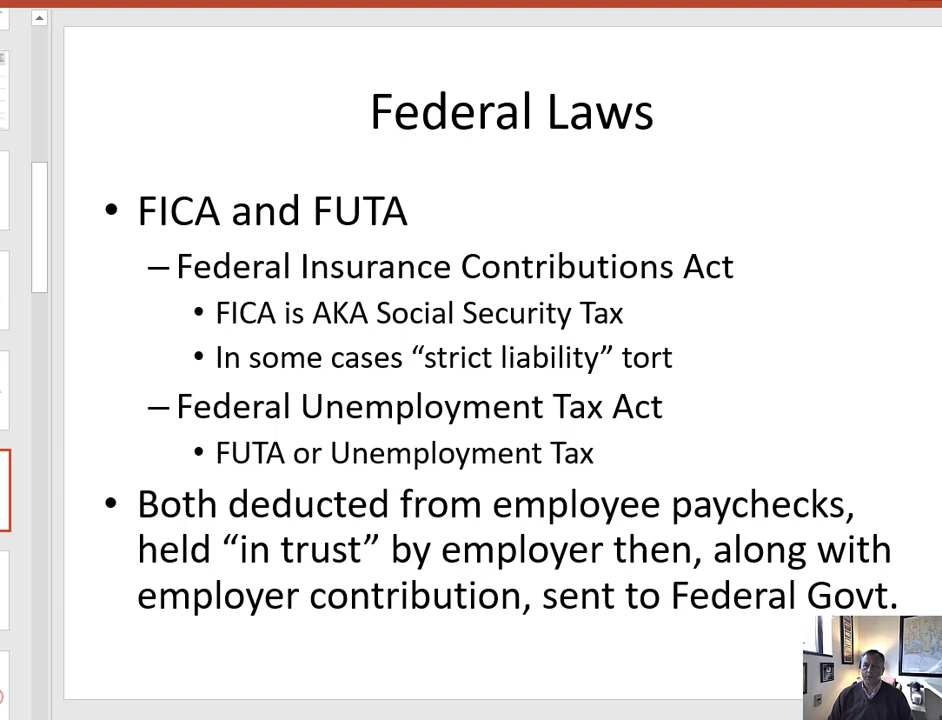 Federal Laws
• FICA and FUTA
– Federal Insurance Contributions Act
• FICA is AKA Social Security Tax
• In some cases “strict liability” tort
– Federal Unemployment Tax Act
• FUTA or Unemployment Tax
• Both deducted from employee paychecks,
held “in trust” by employer then, along with
employer contribution, sent to Federal Govt.